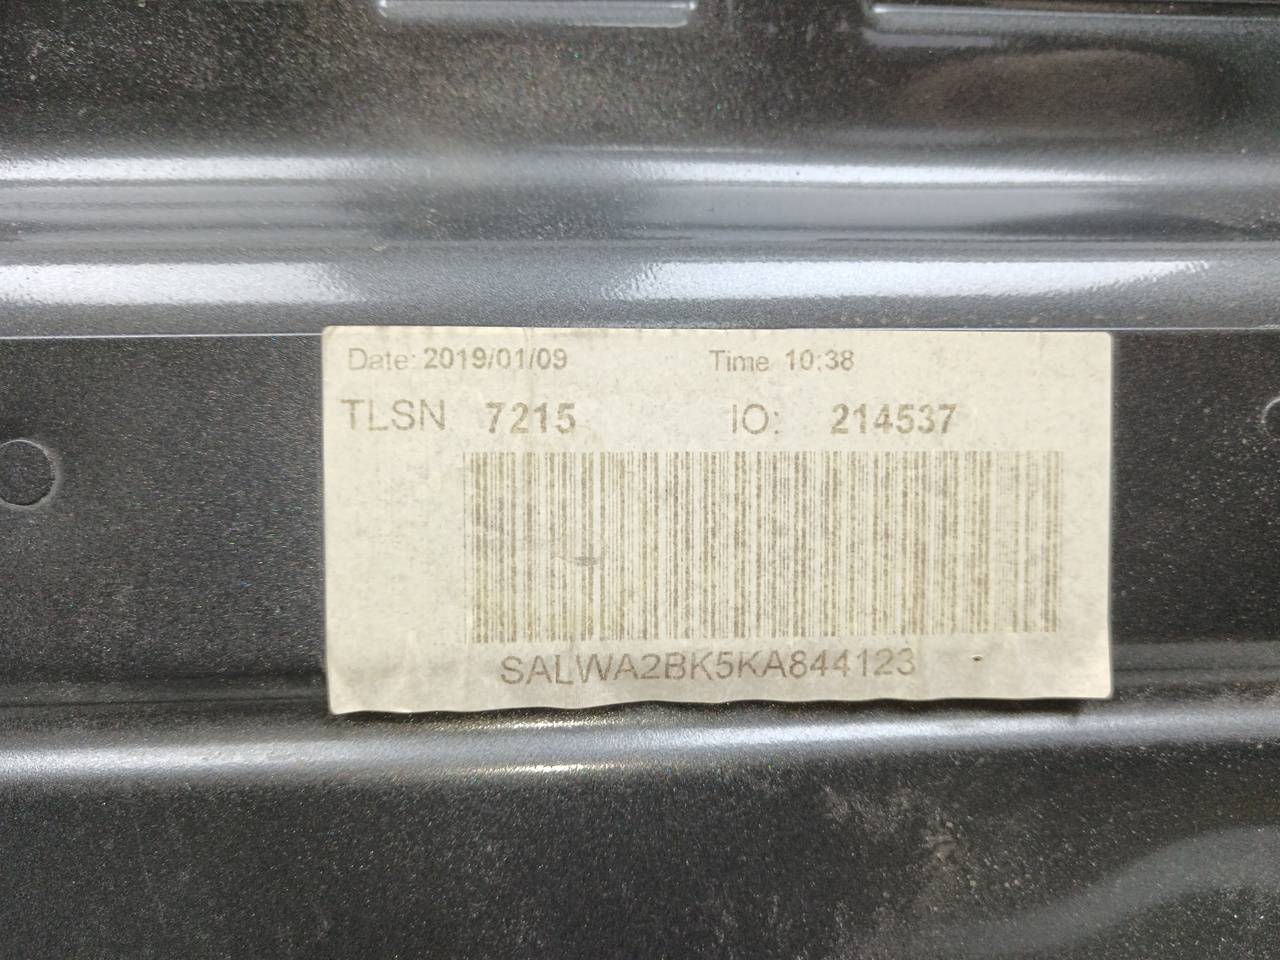 Date: 2019/01/09 Time 10:38
TLSN 7215 IO: 214537
SALWA2BK5KA844123